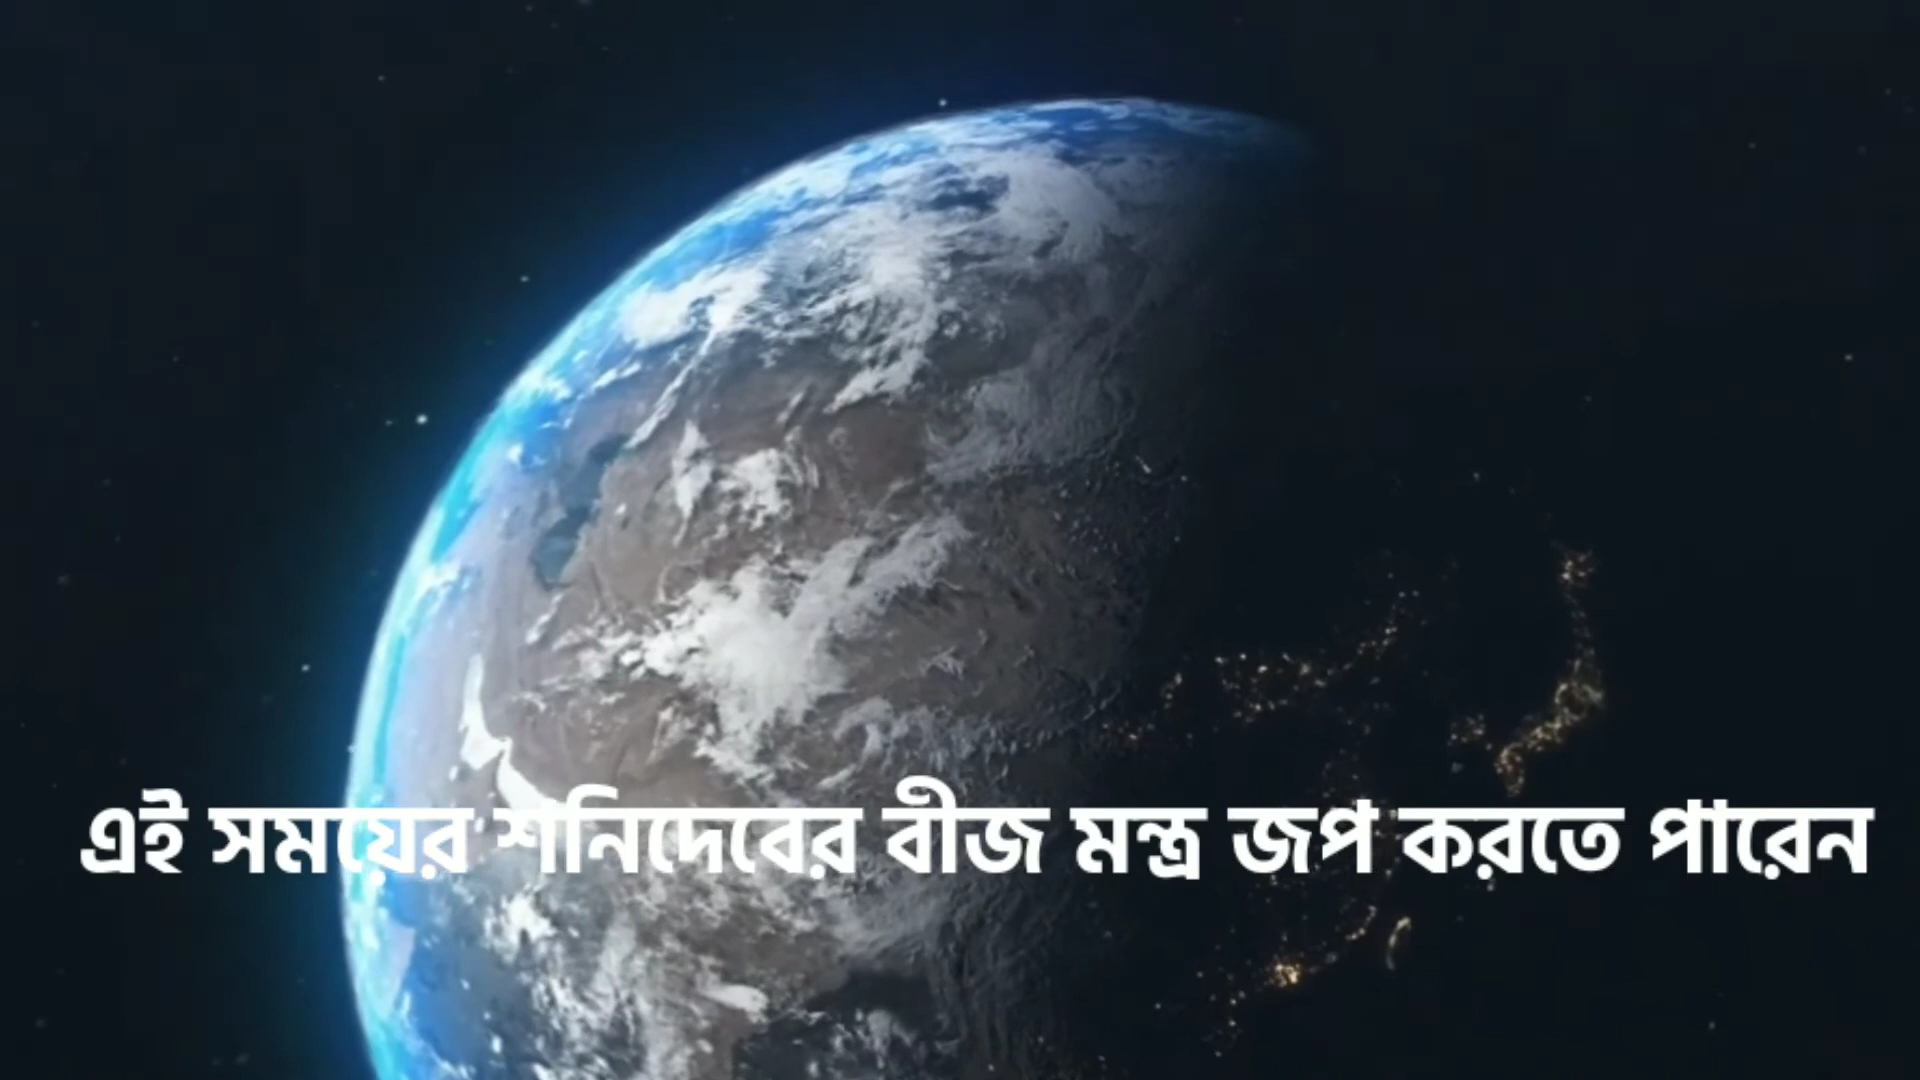 এই সময়ের শনিদেবের বীজ মন্ত্র জপ করতে পারেন